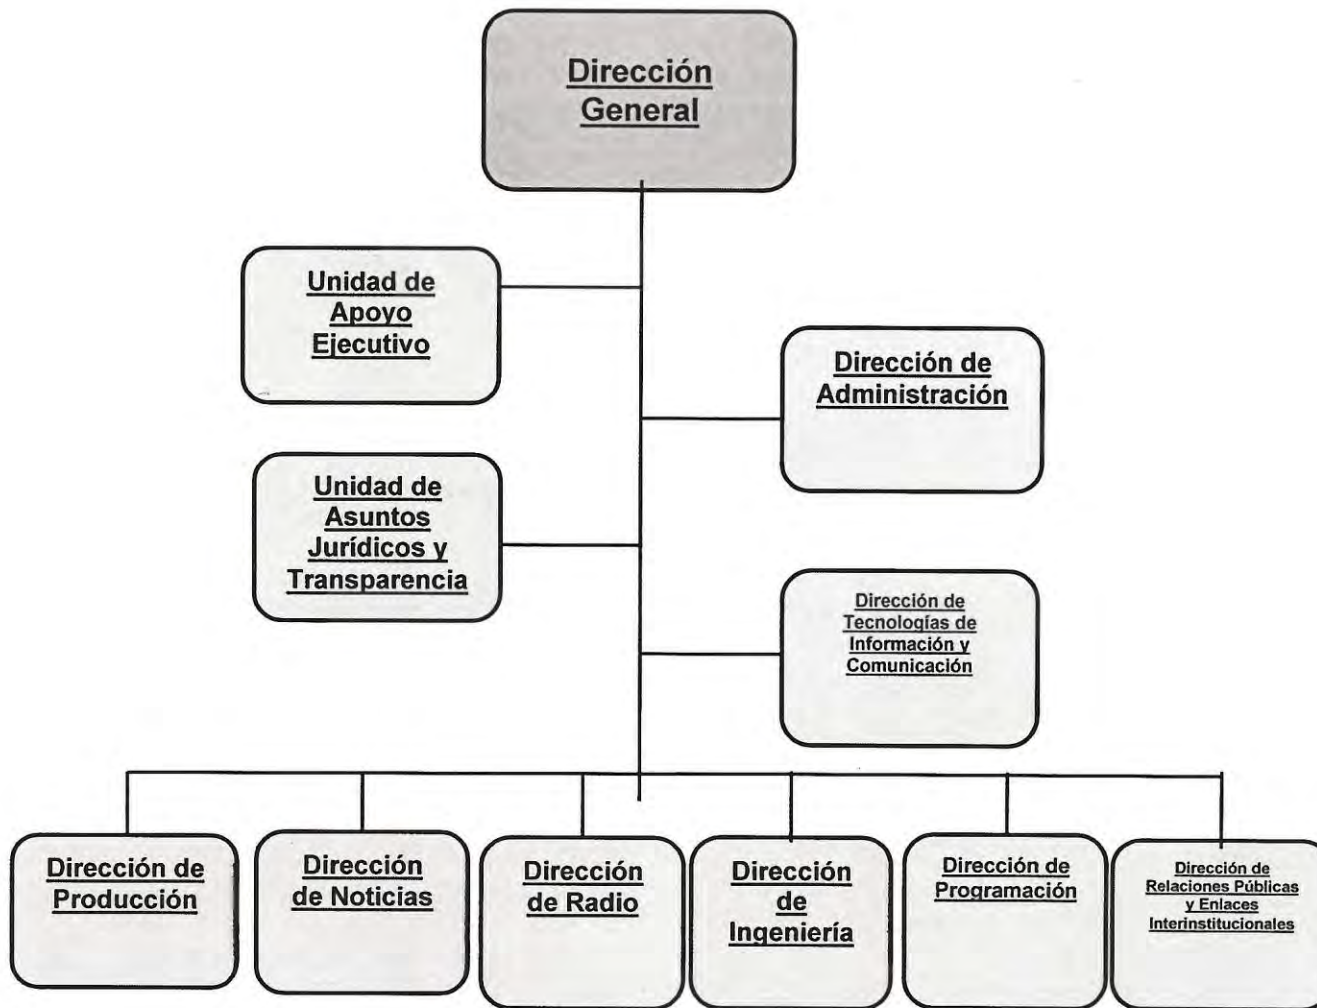 Dirección
General
Unidad de
Apoyo
Ejecutivo
Dirección de
Administración
Unidad de
Asuntos
Jurídicos y
Transparencia
Dirección de
Tecnologías de
Información y
Comunicación
Dirección de
Producción
Dirección
de Noticias
Dirección
de Radio
Dirección
de
Ingeniería
Dirección de
Programación
Dirección de
Relaciones Públicas
y Enlaces
Interinstitucionales